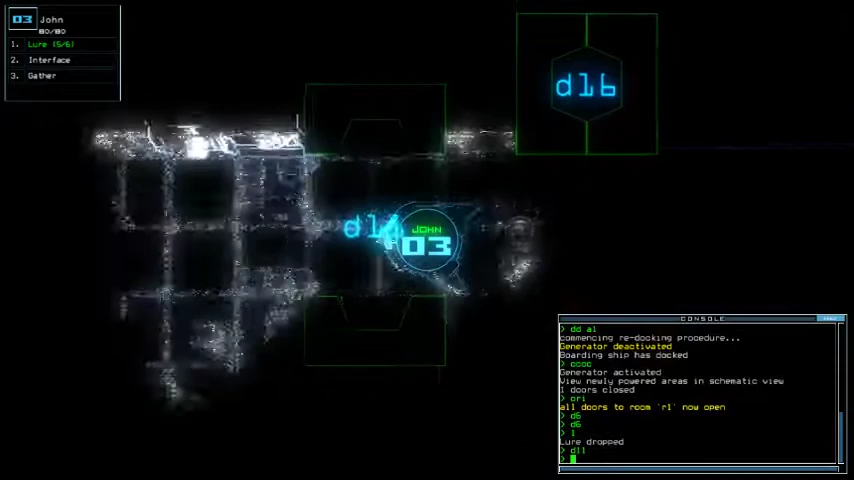 03 John
80/80
1. Lure (5/6)
2. Interface
3. Gather
d16
JOHN
03
CONSOLE
> dd a1
commencing re-docking procedure...
Generator deactivated
Boarding ship has docked
> cooc
Generator activated
View newly powered areas in schematic view
1 doors closed
> ori
all doors to room `r1` now open
> d6
> d6
> l
Lure dropped
> d11
>